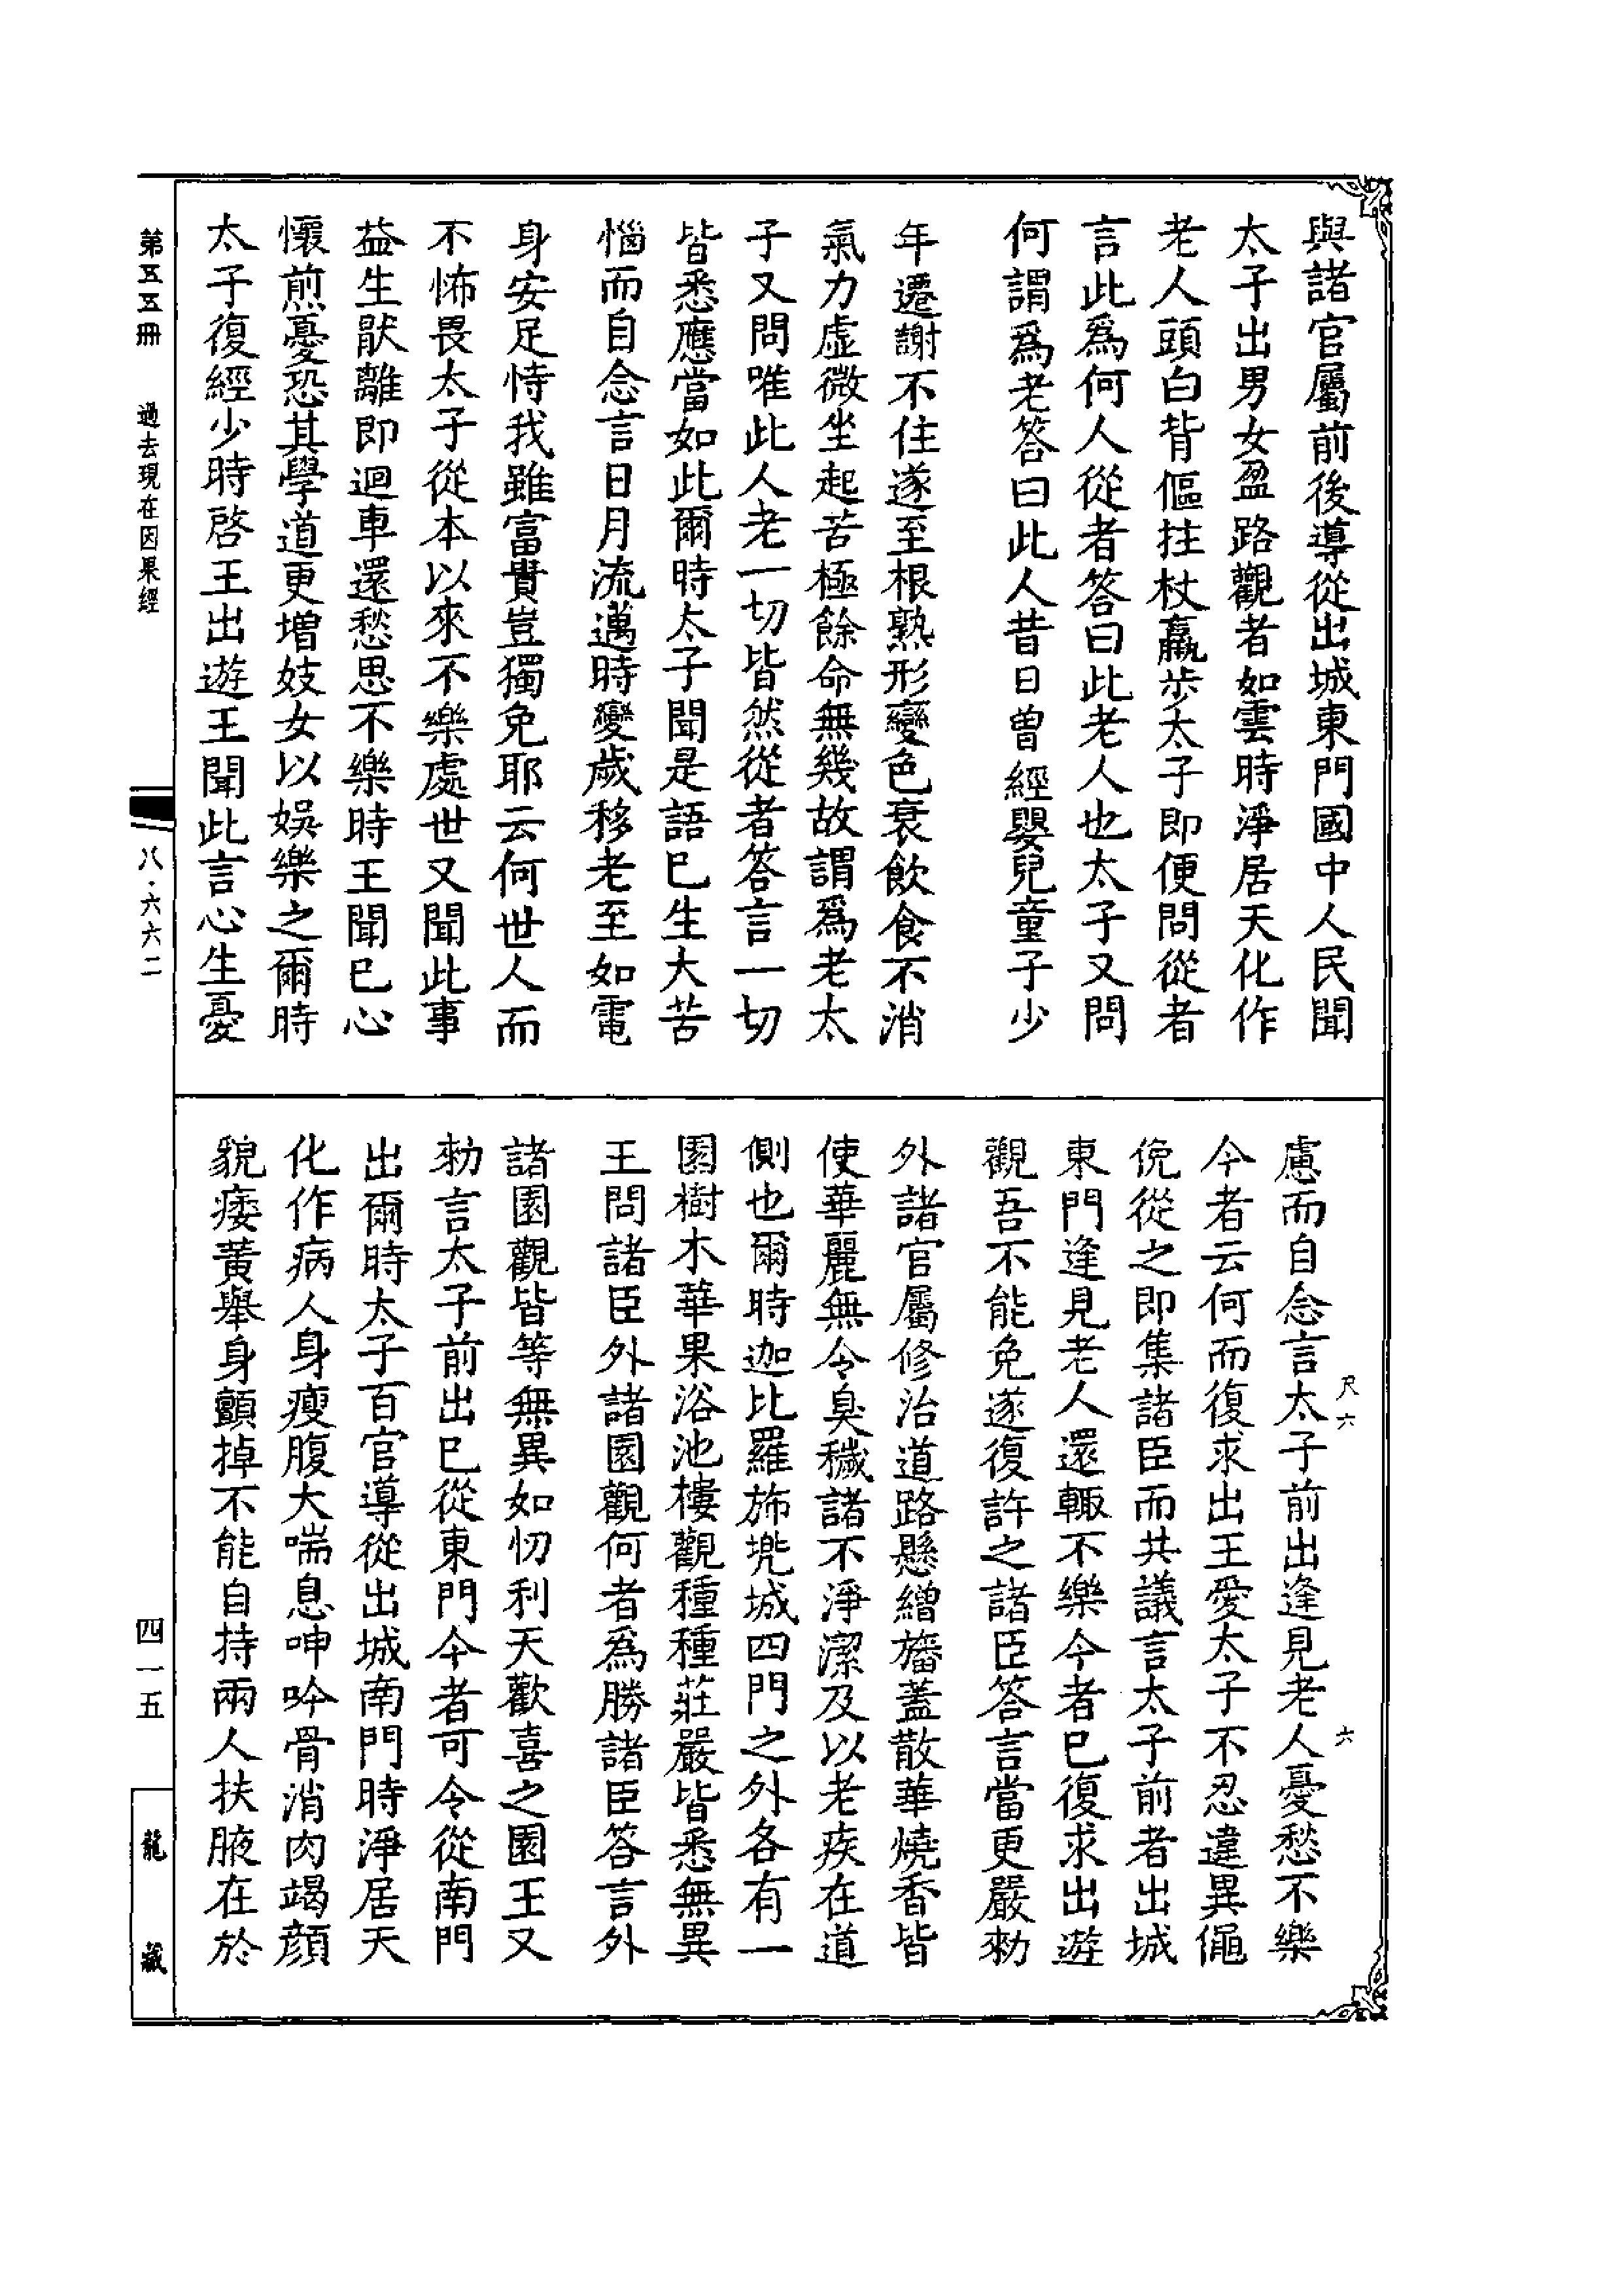 與諸官屬前後導從出城東門國中人民聞
太子出男女盈路觀者如雲時淨居天化作
老人頭白背傴拄杖羸步太子即便問從者
言此爲何人從者答曰此老人也太子又問
何謂爲老答曰此人昔日曾經嬰兒童子少
年遷謝不住遂至根熟形變色衰飲食不消
氣力虛微坐起苦極餘命無幾故謂爲老太
子又問唯此人老一切皆然從者答言一切
皆悉應當如此爾時太子聞是語已生大苦
惱而自念言日月流邁時變歲移老至如電
身安足恃我雖富貴豈獨免耶云何世人而
不怖畏太子從本以來不樂處世又聞此事
益生厭離即迴車還愁思不樂時王聞已心
懷煎憂恐其學道更增妓女以娛樂之爾時
太子復經少時啓王出遊王聞此言心生憂
慮而自念言太子前出逢見老人憂愁不樂
今者云何而復求出王愛太子不忍違異僶
俛從之即集諸臣而共議言太子前者出城
東門逢見老人還輙不樂今者已復求出遊
觀吾不能免遂復許之諸臣答言當更嚴勑
外諸官屬修治道路懸繒旛蓋散華燒香皆
使華麗無令臭穢諸不淨潔及以老疾在道
側也爾時迦比羅斾兠城四門之外各有一
園樹木華果浴池樓觀種種莊嚴皆悉無異
王問諸臣外諸園觀何者爲勝諸臣答言外
諸園觀皆等無異如忉利天歡喜之園王又
勑言太子前出已從東門今者可令從南門
出爾時太子百官導從出城南門時淨居天
化作病人身瘦腹大喘息呻吟骨消肉竭顏
貌痿黃舉身顫掉不能自持兩人扶腋在於
尺六
六
第五五冊 過去現在因果經
八·六六二
四一五
龍藏